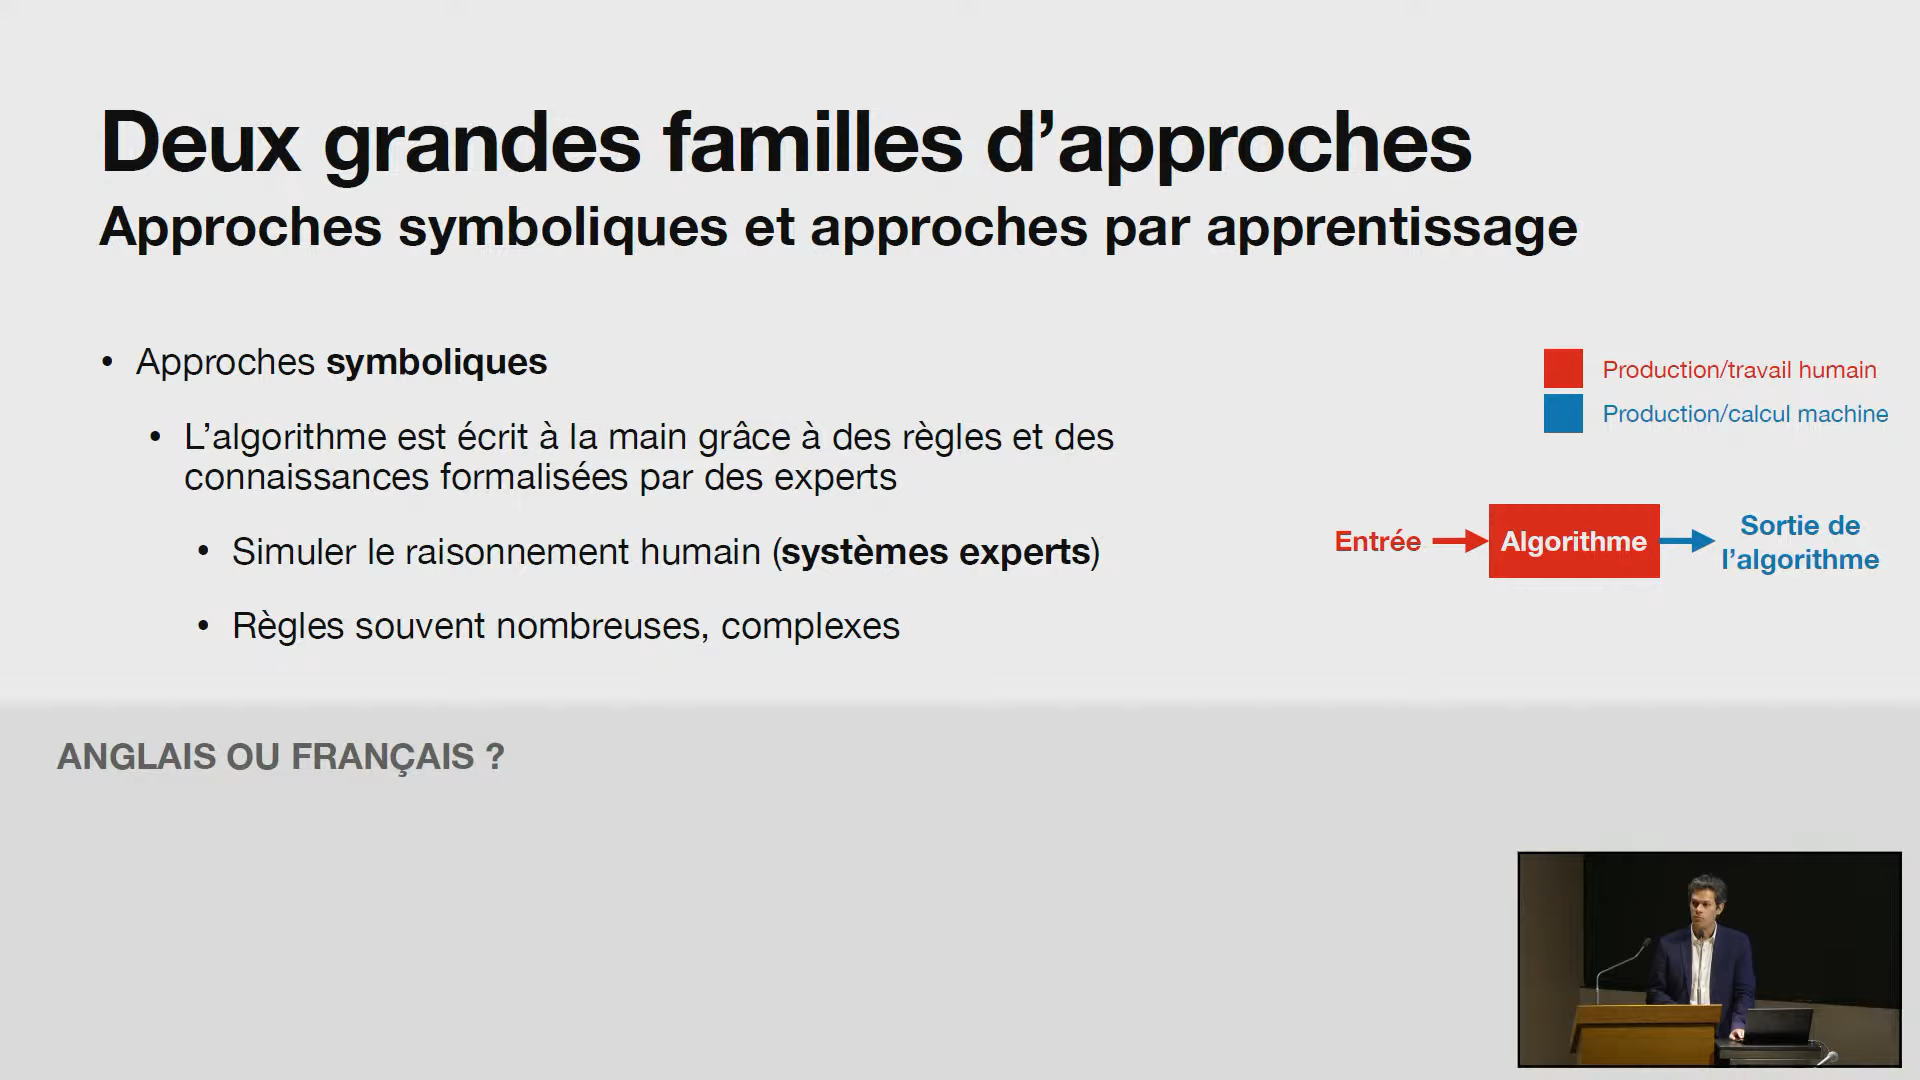 Deux grandes familles d’approches
Approches symboliques et approches par apprentissage
• Approches symboliques
• L’algorithme est écrit à la main grâce à des règles et des
connaissances formalisées par des experts
• Simuler le raisonnement humain (systèmes experts)
• Règles souvent nombreuses, complexes
Production/travail humain
Production/calcul machine
Entrée
Algorithme
Sortie de
l’algorithme
ANGLAIS OU FRANÇAIS ?